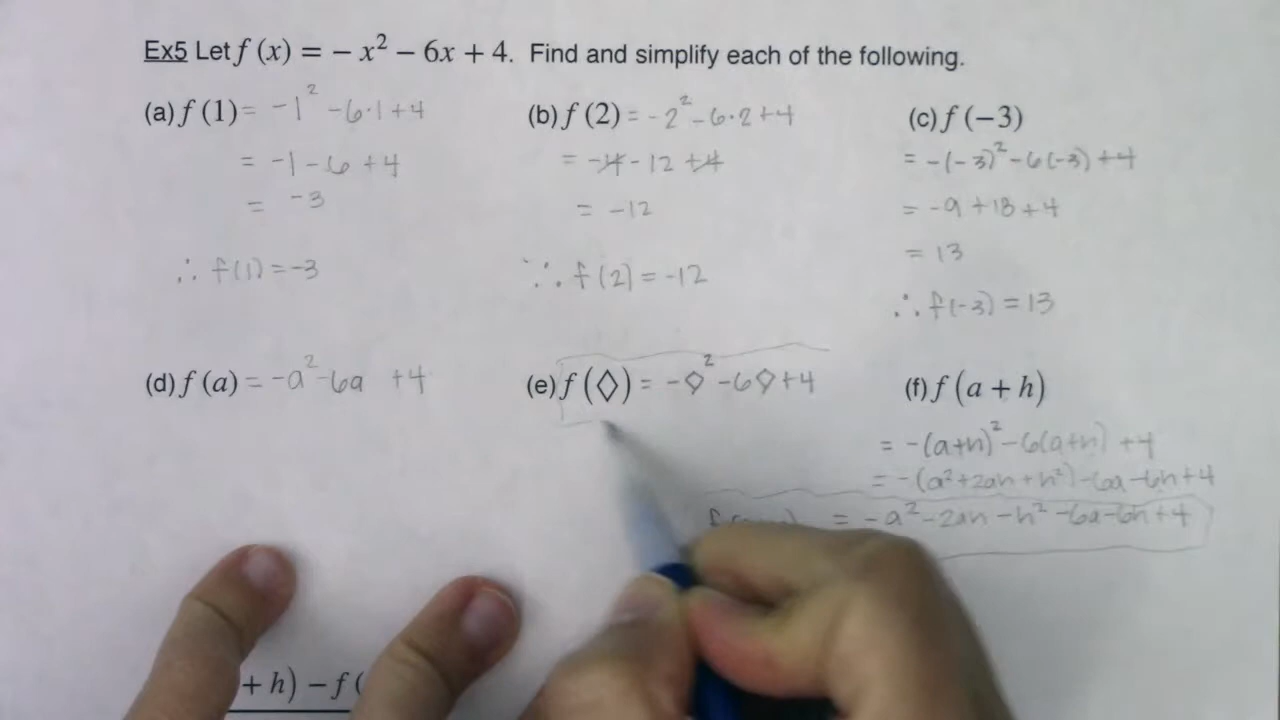 Ex5 Let f(x) = −x² − 6x + 4. Find and simplify each of the following.
(a) f(1) = -1² - 6·1 + 4
= -1 - 6 + 4
= -3
∴ f(1) = -3
(b) f(2) = -2² - 6·2 + 4
= -4 - 12 + 4
= -12
∵ f(2) = -12
(c) f(−3)
= -(-3)² - 6(-3) + 4
= -9 + 18 + 4
= 13
∴ f(-3) = 13
(d) f(a) = -a² - 6a + 4
(e) f(◊) = -◊² - 6◊ + 4
(f) f(a + h)
= -(a+h)² - 6(a+h) + 4
= -(a² + 2ah + h²) - 6a - 6h + 4
= -a² - 2ah - h² - 6a - 6h + 4
+ h) − f(